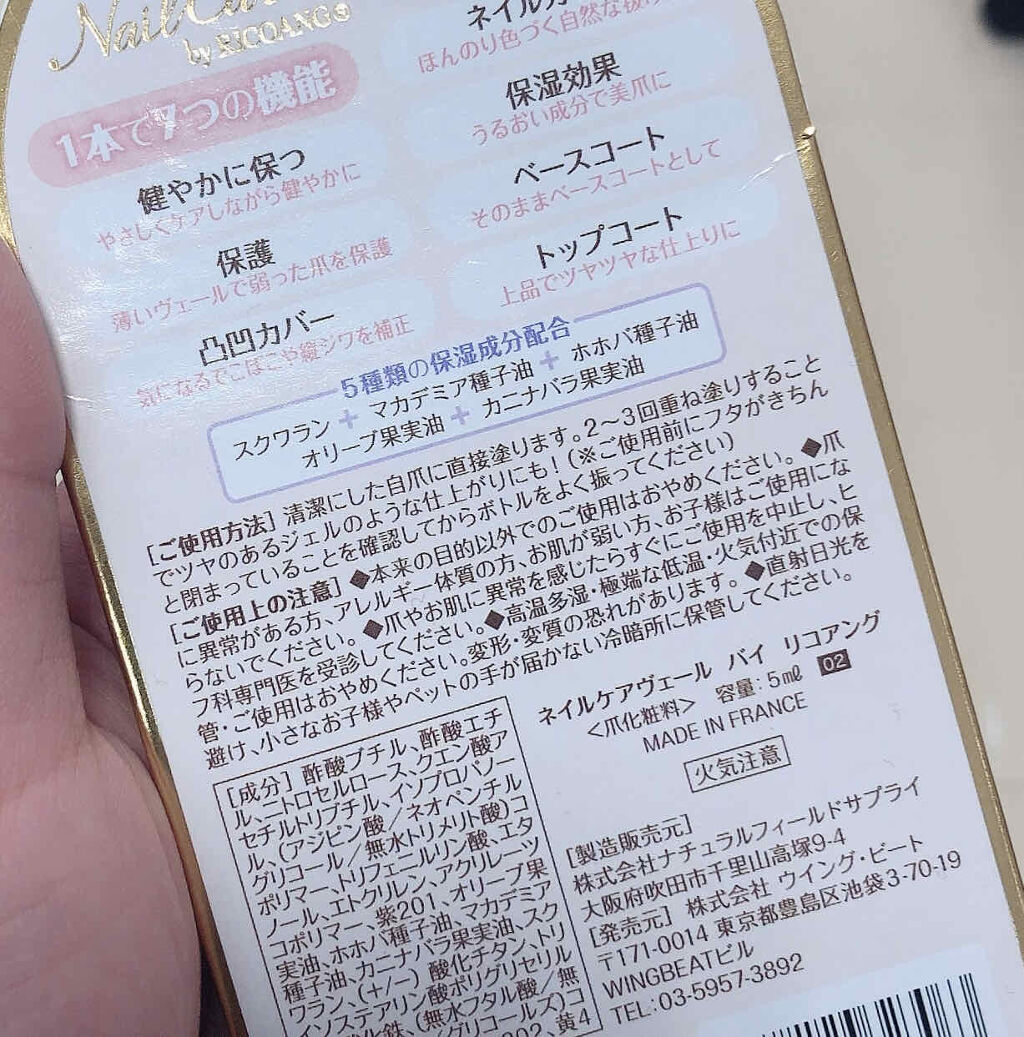 Nail
by RICOANG
1本で7つの機能
ほんのり色づく自然な
健やかに保つ
やさしくケアしながら健やかに
保湿効果
うるおい成分で美爪に
保護
薄いヴェールで弱った爪を保護
ベースコート
そのままベースコートとして
凸凹カバー
気になるでこぼこや縦ジワを補正
トップコート
上品でツヤツヤな仕上りに
5種類の保湿成分配合
スクワラン + マカデミア種子油 + ホホバ種子油
オリーブ果実油 + カニナバラ果実油
[ご使用方法] 清潔にした自爪に直接塗ります。2〜3回重ね塗りすること
でツヤのあるジェルのような仕上がりにも！(※ご使用前にフタがきちん
と閉まっていることを確認してからボトルをよく振ってください)
[ご使用上の注意] ◆本来の目的以外でのご使用はおやめください。◆爪
に異常がある方、アレルギー体質の方、お肌が弱い方、お子様はご使用にな
らないでください。◆爪やお肌に異常を感じたらすぐにご使用を中止し、ヒ
フ科専門医を受診してください。◆高温多湿・極端な低温・火気付近での保
管・ご使用はおやめください。変形・変質の恐れがあります。◆直射日光を
避け、小さなお子様やペットの手が届かない冷暗所に保管してください。
[成分] 酢酸ブチル、酢酸エチ
ル、ニトロセルロース、クエン酸ア
セチルトリブチル、イソプロパノー
ル、(アジピン酸／ネオペンチル
グリコール／無水トリメリト酸)コ
ポリマー、トリフェニルリン酸、エタ
ノール、エトクリレン、アクリレーツ
コポリマー、紫201、オリーブ果
実油、ホホバ種子油、マカデミア
種子油、カニナバラ果実油、スク
ワラン、(+/−) 酸化チタン、トリ
イソステアリン酸ポリグリセリル
化鉄、(無水フタル酸／無
グリコールズ)コ
02、黄4
ネイルケアヴェール バイ リコアング
<爪化粧料> 容量：5㎖ 02
MADE IN FRANCE
火気注意
[製造販売元]
株式会社ナチュラルフィールドサプライ
大阪府吹田市千里山高塚9-4
[発売元] 株式会社 ウイング・ビート
〒171-0014 東京都豊島区池袋3-70-19
WINGBEATビル
TEL：03-5957-3892